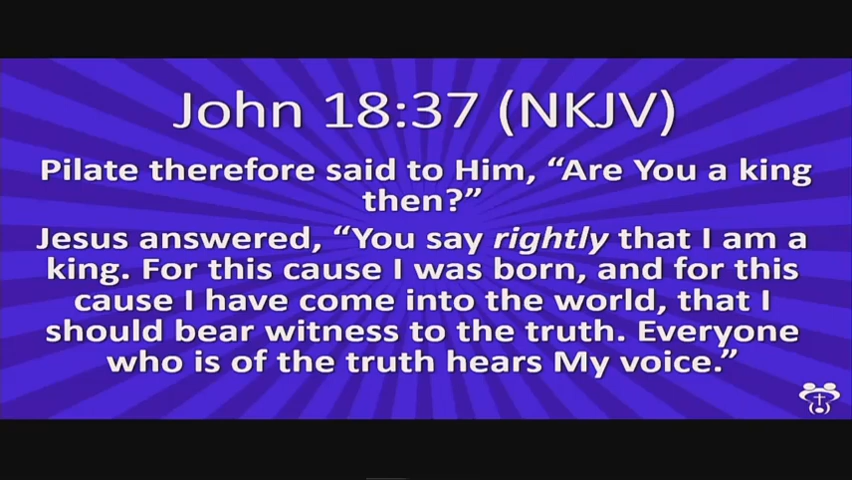 John 18:37 (NKJV)
Pilate therefore said to Him, “Are You a king
then?”
Jesus answered, “You say rightly that I am a
king. For this cause I was born, and for this
cause I have come into the world, that I
should bear witness to the truth. Everyone
who is of the truth hears My voice.”